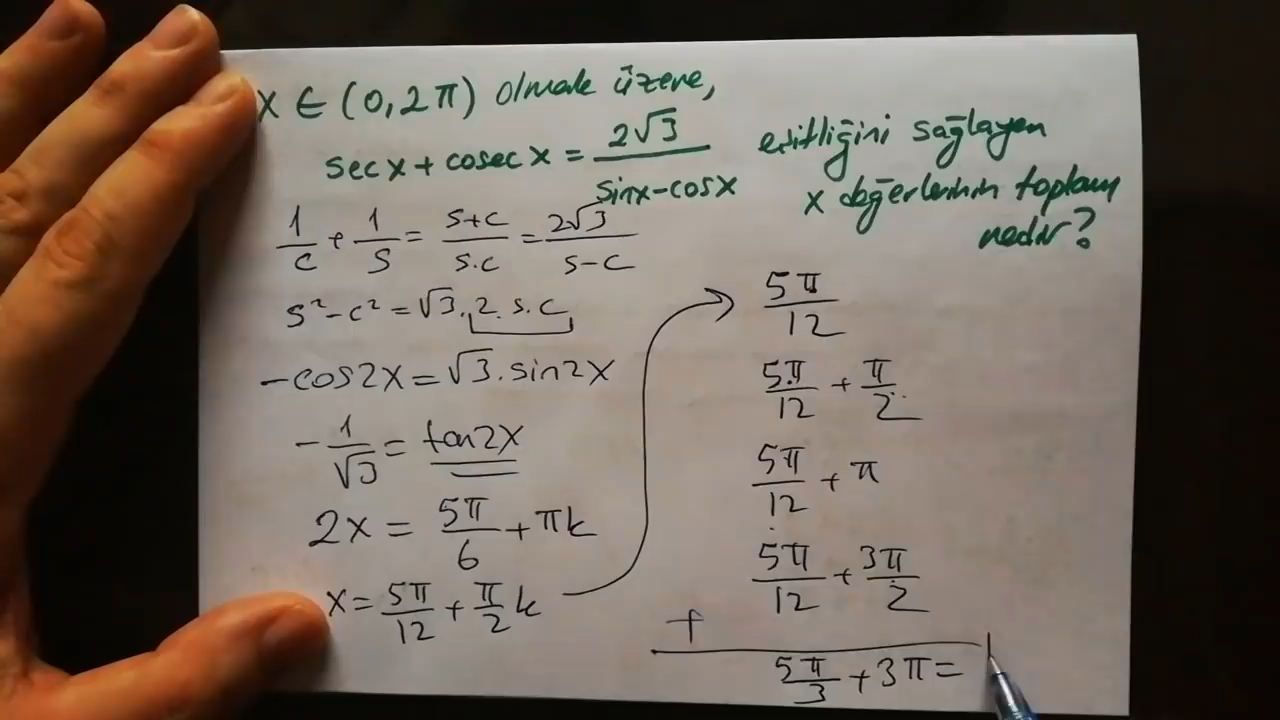 x ∈ (0, 2π) olmak üzere,
sec x + cosec x = 2√3 / sinx - cosx eşitliğini sağlayan
x değerlerinin toplamı
nedir?
1/c + 1/s = s+c / s.c = 2√3 / s-c
s² - c² = √3 . 2 . s . c
- cos2x = √3 . sin2x
- 1/√3 = tan2x
2x = 5π/6 + πk
x = 5π/12 + π/2 k
5π/12
5π/12 + π/2
5π/12 + π
5π/12 + 3π/2
+
5π/3 + 3π =